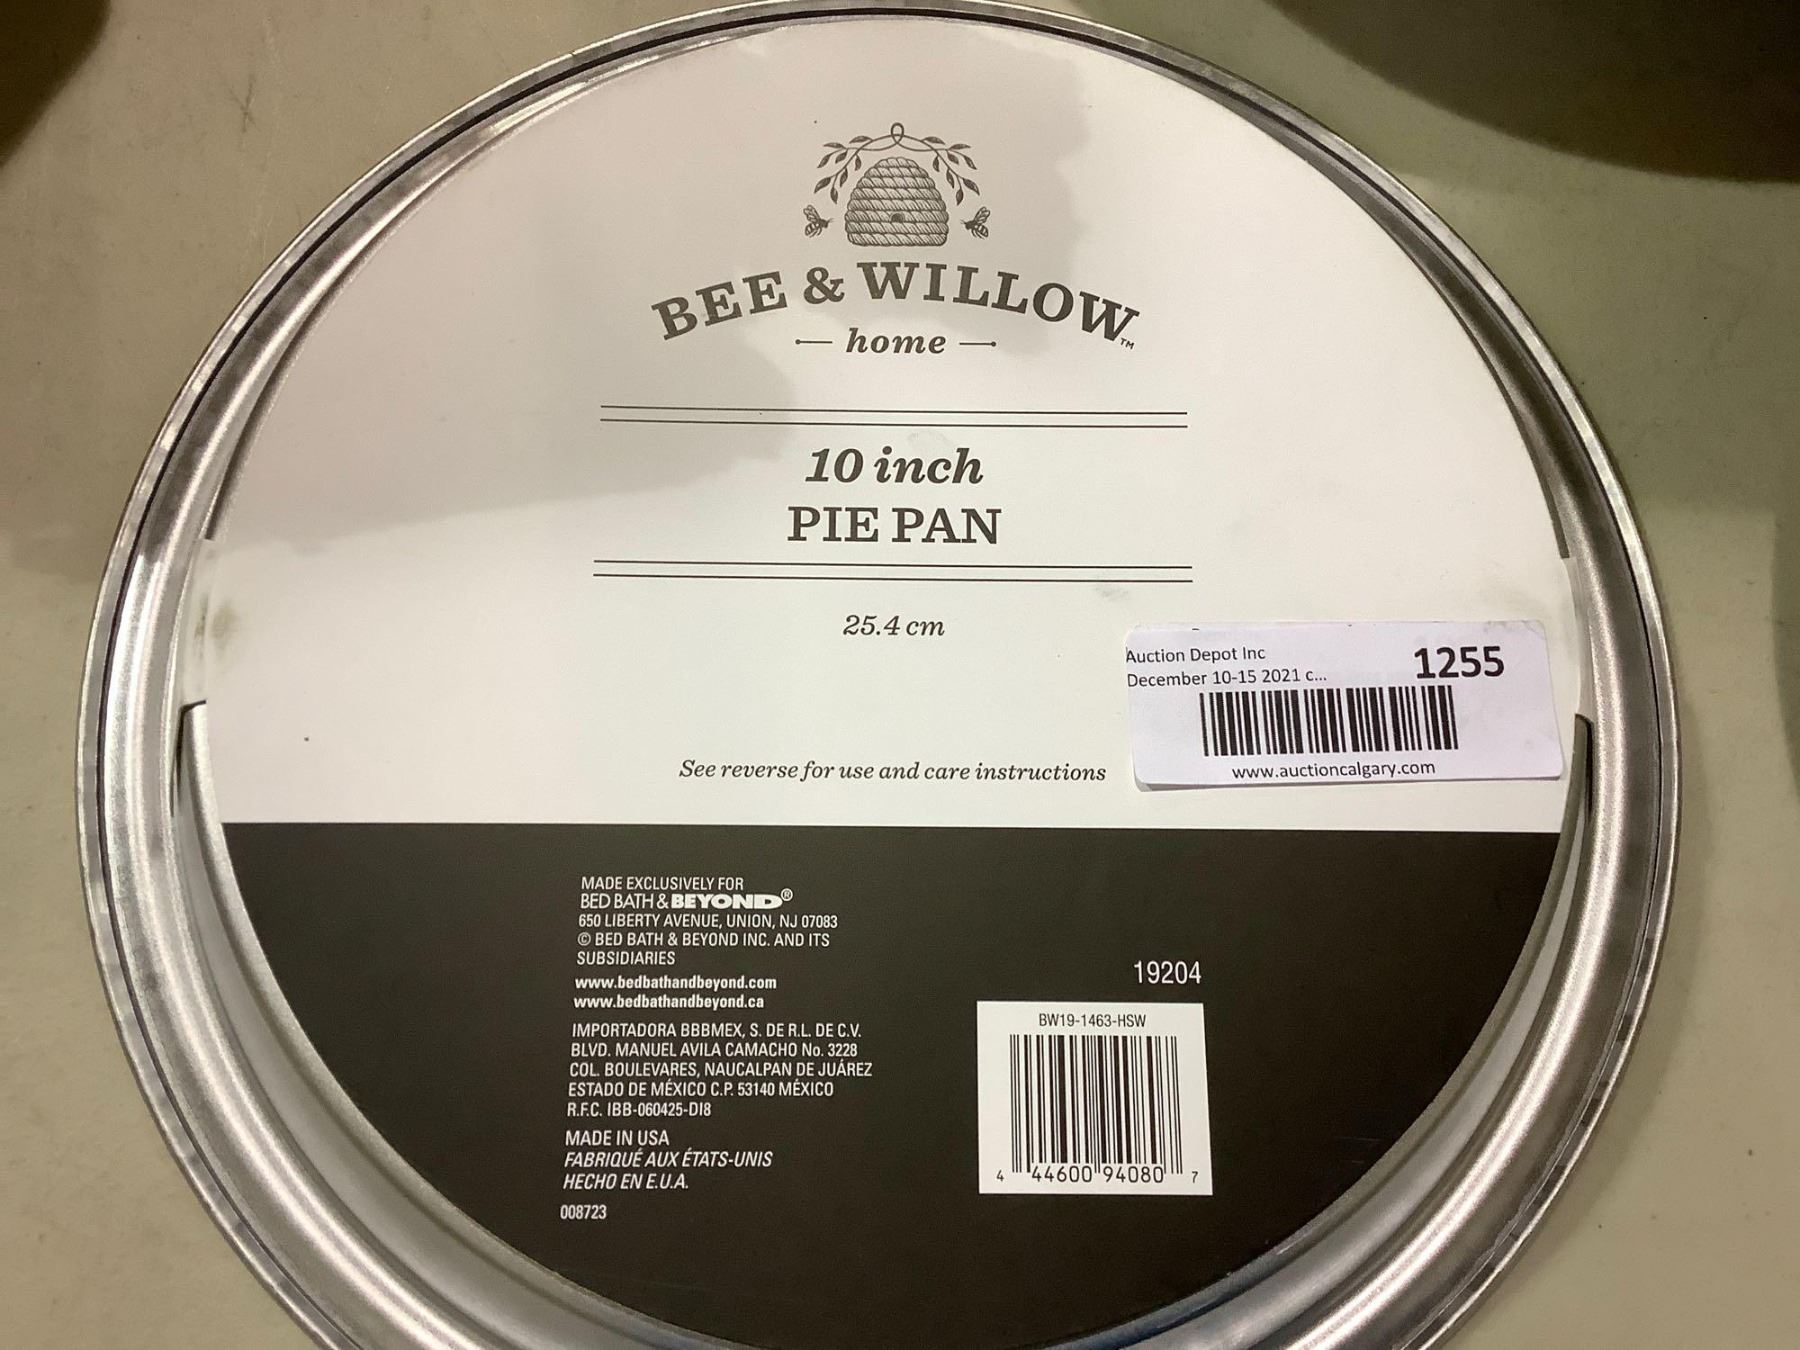 BEE & WILLOW™
home
10 inch
PIE PAN
25.4 cm
Auction Depot Inc
1255
December 10-15 2021 c...
www.auctioncalgary.com
See reverse for use and care instructions
MADE EXCLUSIVELY FOR
BED BATH & BEYOND®
650 LIBERTY AVENUE, UNION, NJ 07083
© BED BATH & BEYOND INC. AND ITS
SUBSIDIARIES
www.bedbathandbeyond.com
www.bedbathandbeyond.ca
IMPORTADORA BBBMEX, S. DE R.L. DE C.V.
BLVD. MANUEL AVILA CAMACHO No. 3228
COL. BOULEVARES, NAUCALPAN DE JUÁREZ
ESTADO DE MÉXICO C.P. 53140 MÉXICO
R.F.C. IBB-060425-DI8
MADE IN USA
FABRIQUÉ AUX ÉTATS-UNIS
HECHO EN E.U.A.
008723
19204
BW19-1463-HSW
4 44600 94080 7